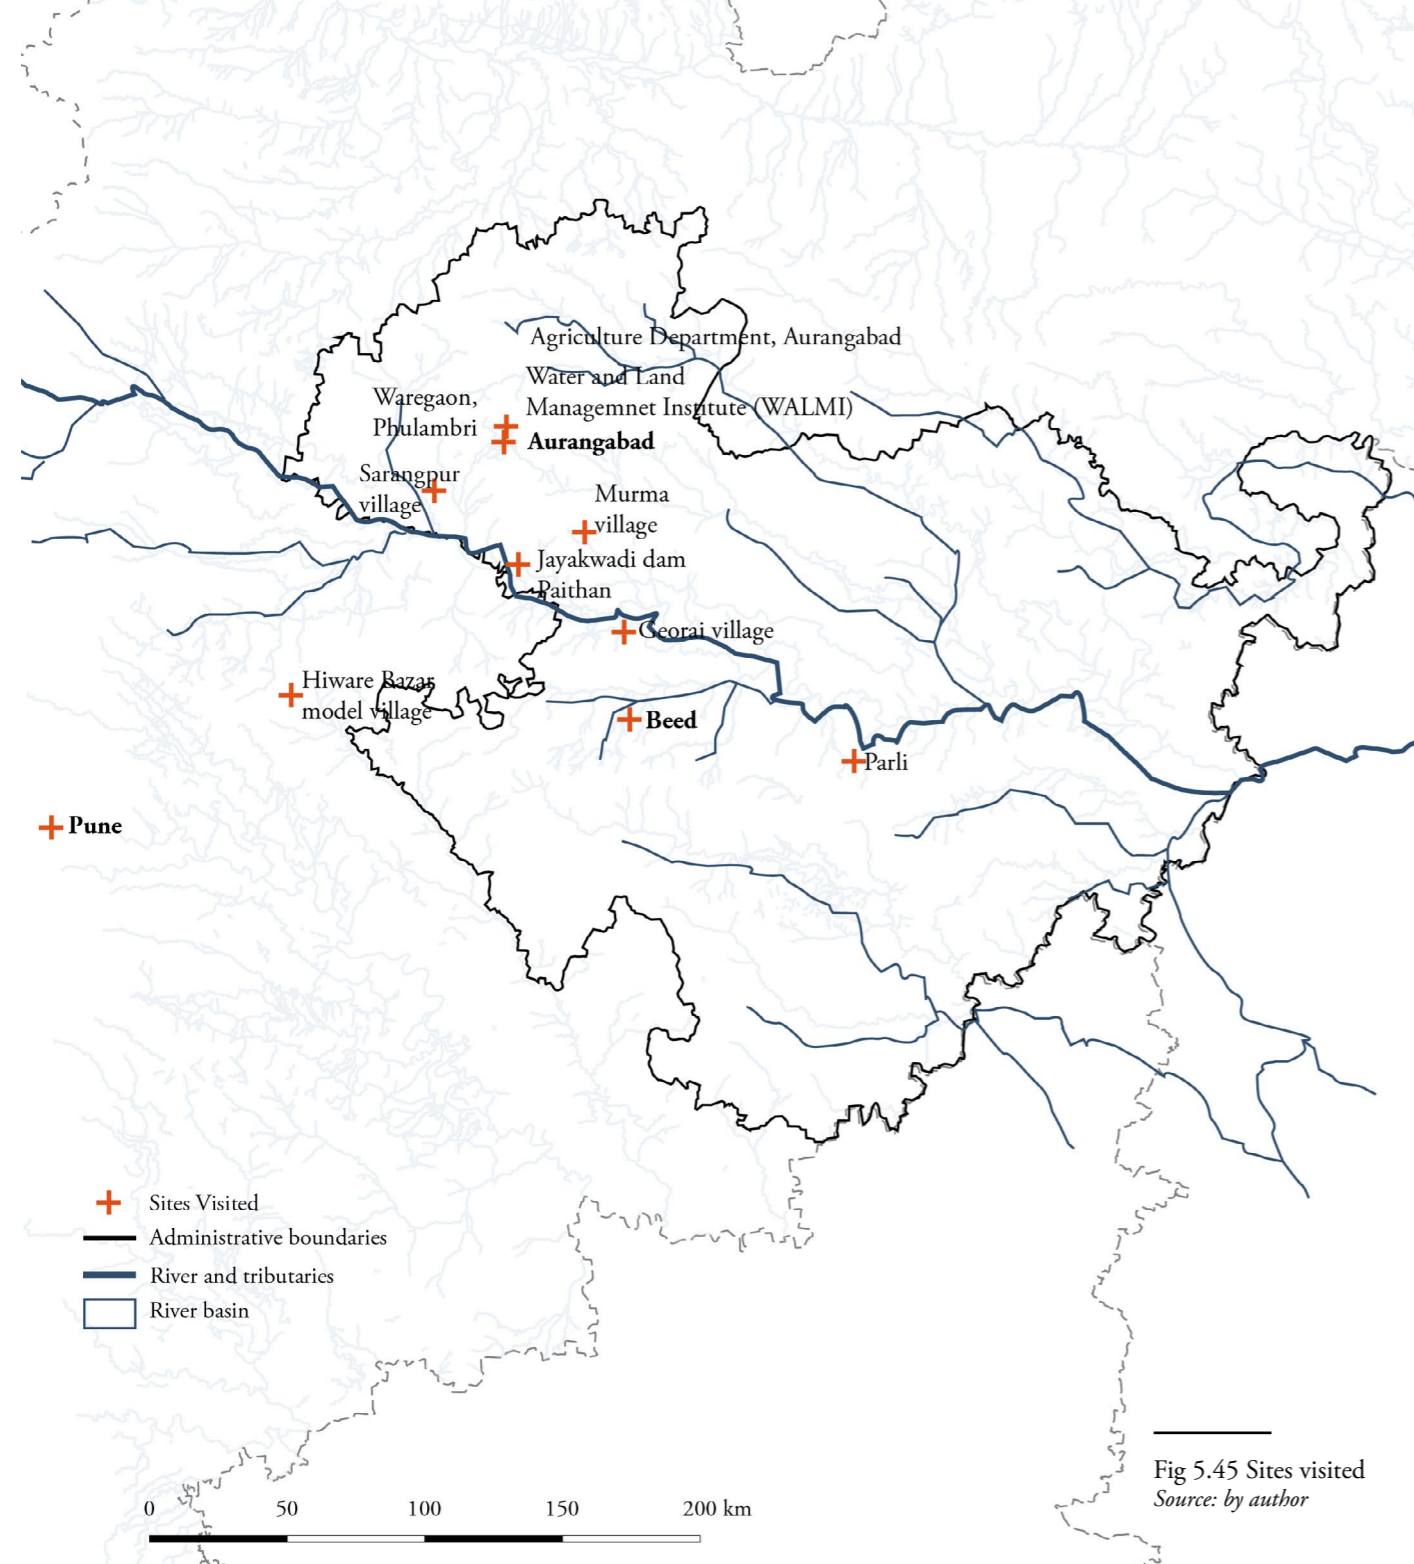 Agriculture Department, Aurangabad
Water and Land
Managemnet Institute (WALMI)
Waregaon,
Phulambri
Aurangabad
Sarangpur
village
Murma
village
Jayakwadi dam
Paithan
Georai village
Hiware Bazar
model village
Beed
Parli
Pune
Sites Visited
Administrative boundaries
River and tributaries
River basin
0 50 100 150 200 km
Fig 5.45 Sites visited
Source: by author